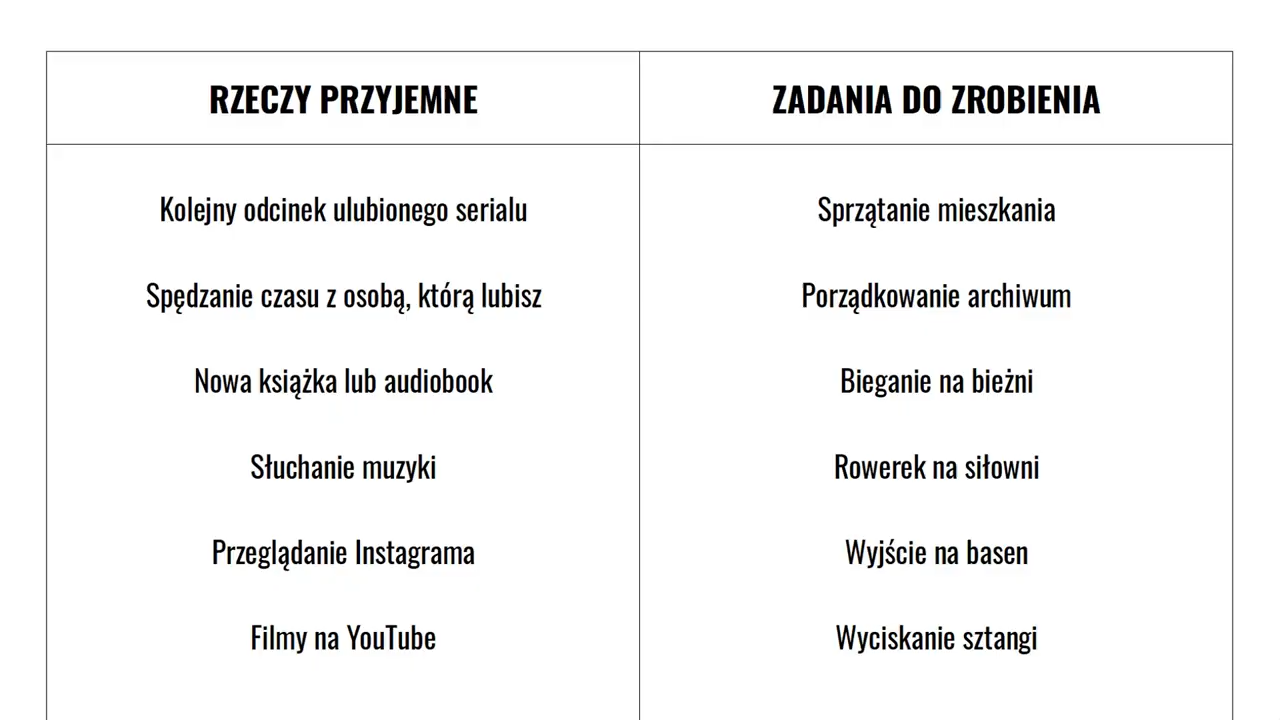 RZECZY PRZYJEMNE
ZADANIA DO ZROBIENIA
Kolejny odcinek ulubionego serialu
Sprzątanie mieszkania
Spędzanie czasu z osobą, którą lubisz
Porządkowanie archiwum
Nowa książka lub audiobook
Bieganie na bieżni
Słuchanie muzyki
Rowerek na siłowni
Przeglądanie Instagrama
Wyjście na basen
Filmy na YouTube
Wyciskanie sztangi